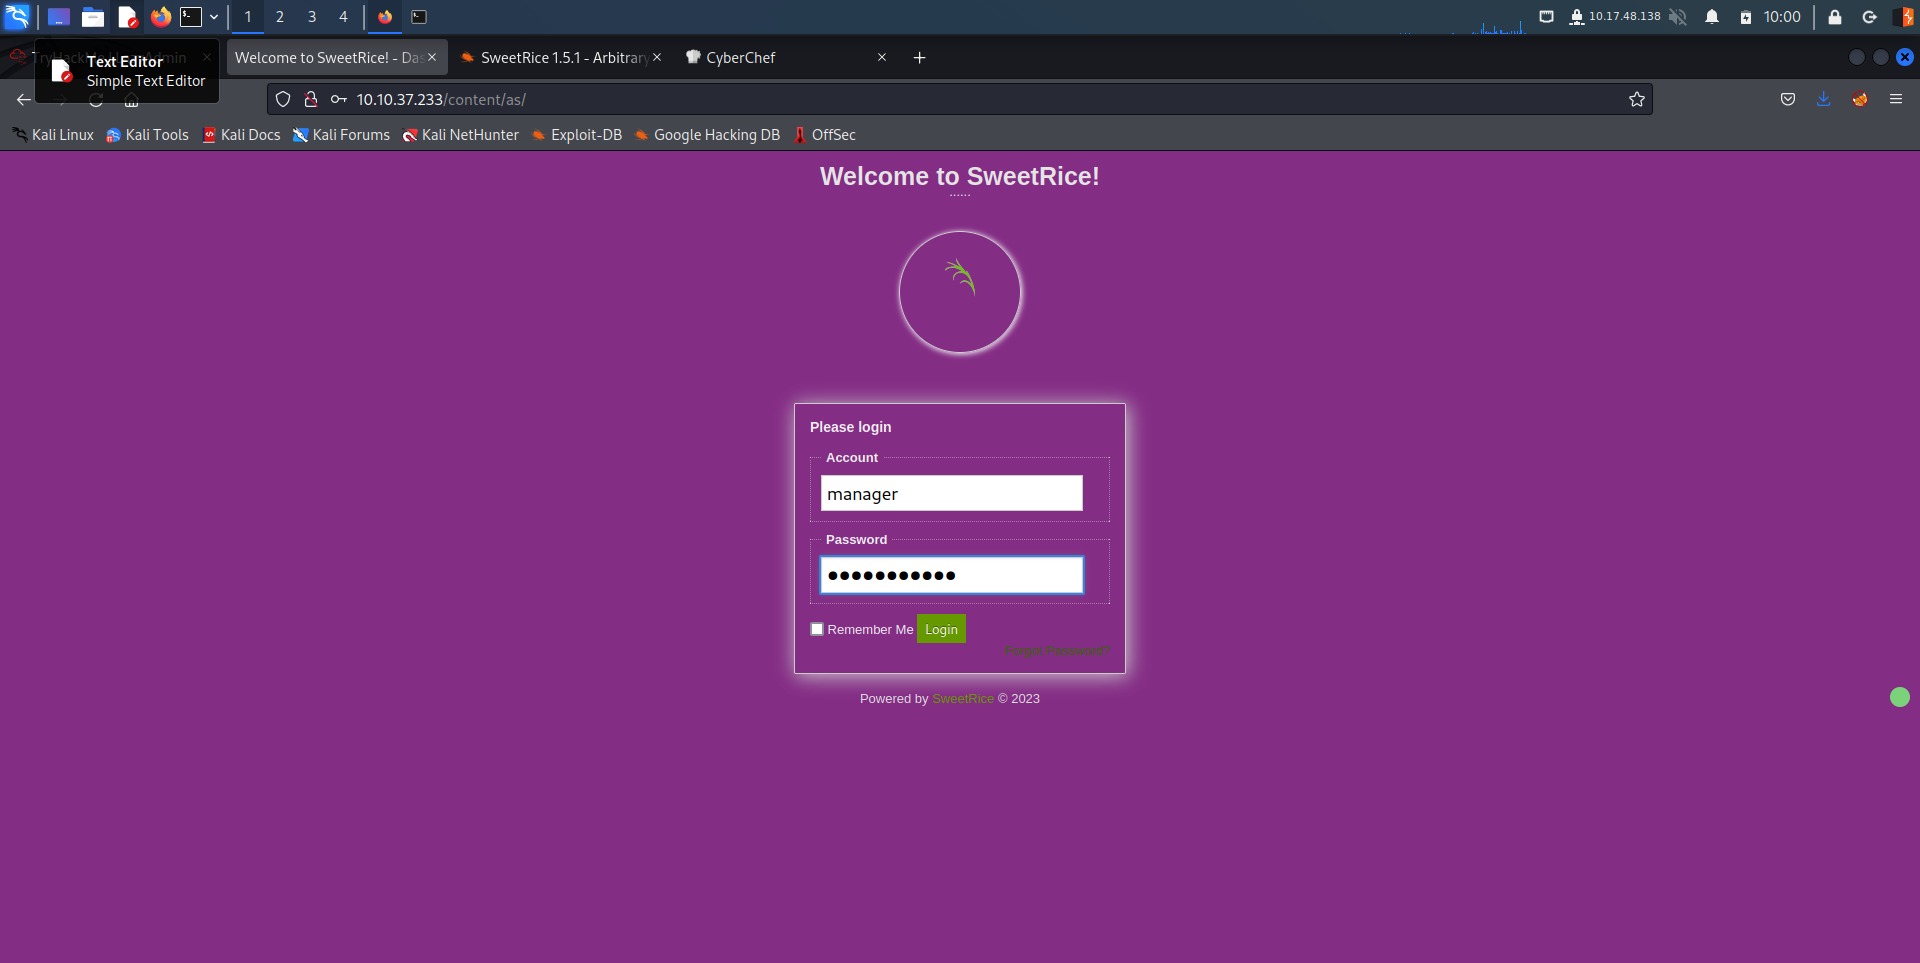 1 2 3 4 10.17.48.138 10:00
Text Editor
Simple Text Editor
Welcome to SweetRice! - Das
SweetRice 1.5.1 - Arbitrary
CyberChef
10.10.37.233/content/as/
Kali Linux Kali Tools Kali Docs Kali Forums Kali NetHunter Exploit-DB Google Hacking DB OffSec
Welcome to SweetRice!
......
Please login
Account
manager
Password
Remember Me Login
Forgot Password?
Powered by SweetRice © 2023